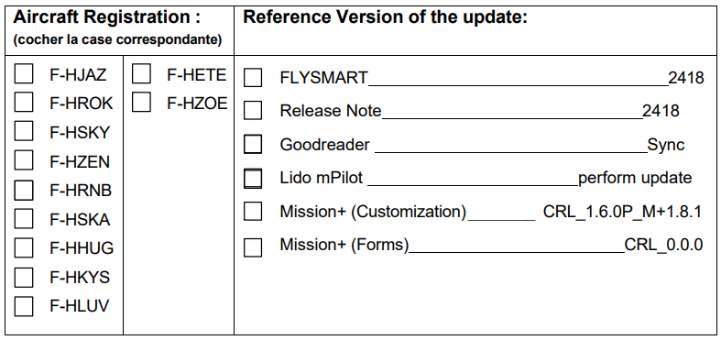 Aircraft Registration :
(cocher la case correspondante)
Reference Version of the update:
F-HJAZ
F-HROK
F-HSKY
F-HZEN
F-HRNB
F-HSKA
F-HHUG
F-HKYS
F-HLUV
F-HETE
F-HZOE
FLYSMART 2418
Release Note 2418
Goodreader Sync
Lido mPilot perform update
Mission+ (Customization) CRL_1.6.0P_M+1.8.1
Mission+ (Forms) CRL_0.0.0